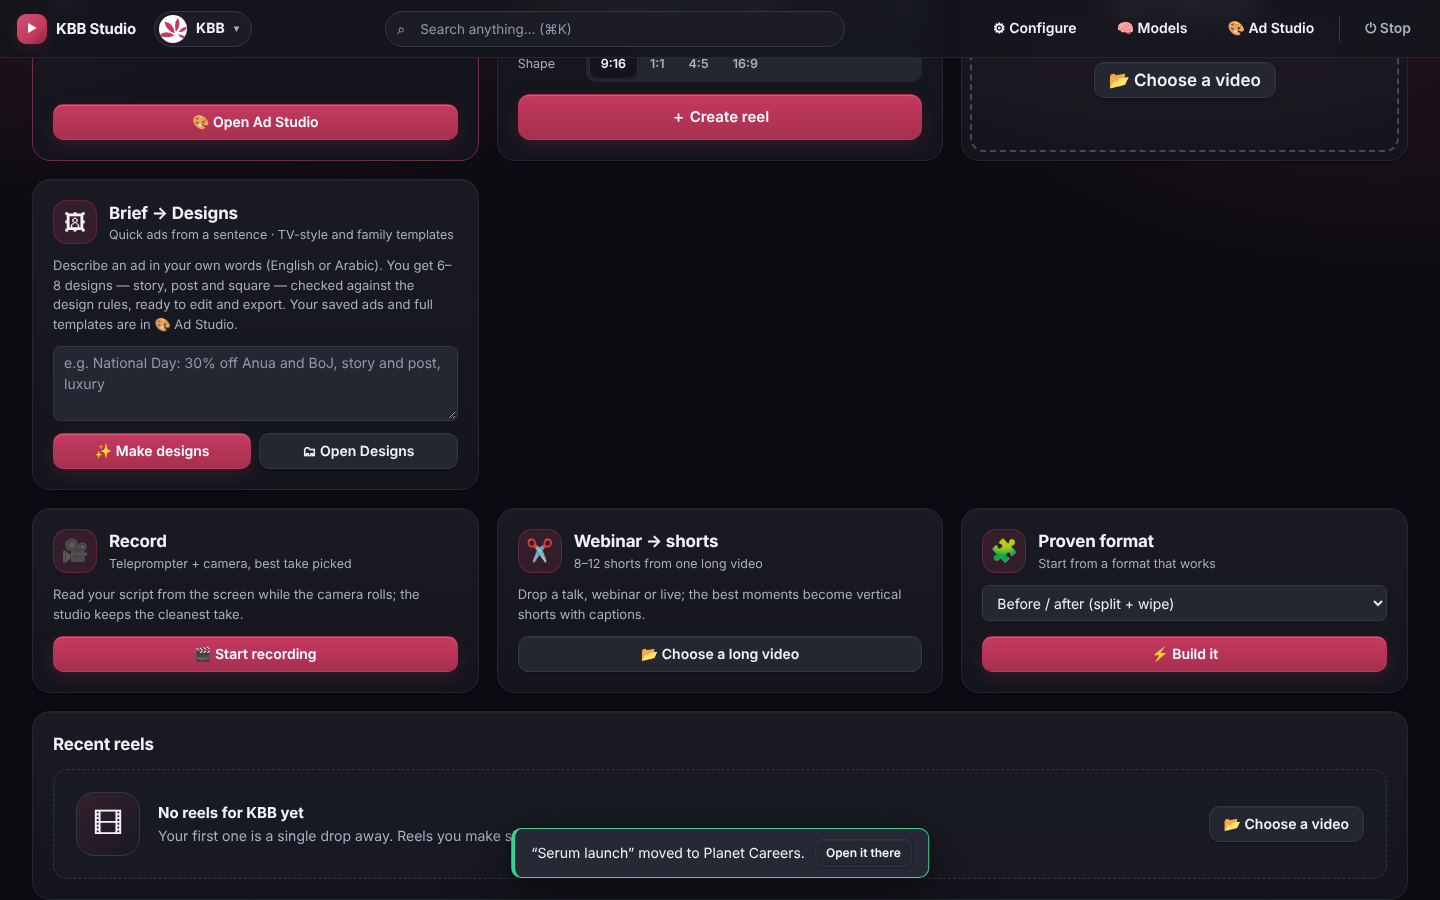 KBB Studio
KBB
Search anything... (⌘K)
⚙ Configure
🧠 Models
🎨 Ad Studio
⏻ Stop
🎨 Open Ad Studio
Shape
9:16
1:1
4:5
16:9
+ Create reel
📂 Choose a video
Brief → Designs
Quick ads from a sentence · TV-style and family templates
Describe an ad in your own words (English or Arabic). You get 6–
8 designs — story, post and square — checked against the
design rules, ready to edit and export. Your saved ads and full
templates are in 🎨 Ad Studio.
e.g. National Day: 30% off Anua and BoJ, story and post,
luxury
✨ Make designs
🗂 Open Designs
Record
Teleprompter + camera, best take picked
Read your script from the screen while the camera rolls; the
studio keeps the cleanest take.
🎬 Start recording
Webinar → shorts
8–12 shorts from one long video
Drop a talk, webinar or live; the best moments become vertical
shorts with captions.
📂 Choose a long video
Proven format
Start from a format that works
Before / after (split + wipe)
⚡ Build it
Recent reels
No reels for KBB yet
Your first one is a single drop away. Reels you make
📂 Choose a video
“Serum launch” moved to Planet Careers.
Open it there